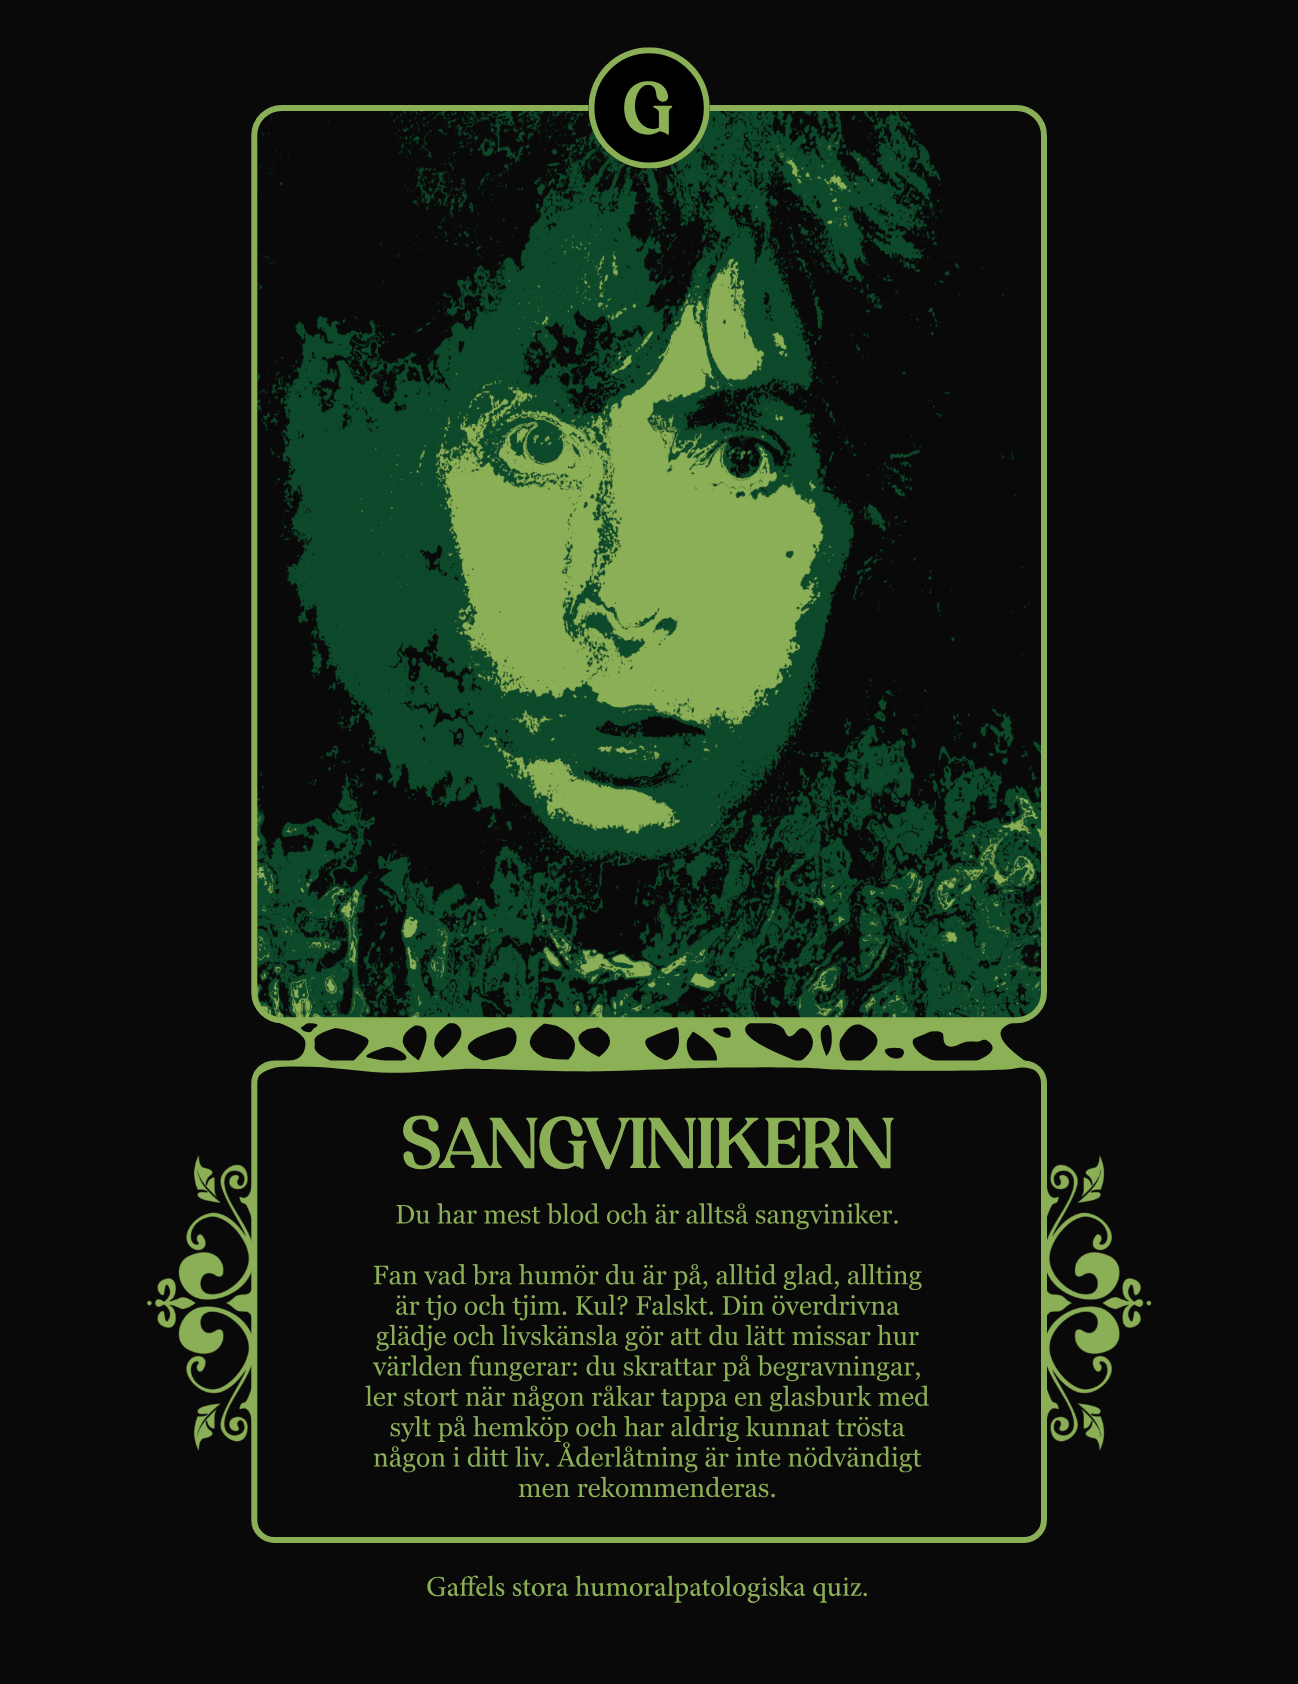 G
SANGVINIKERN
Du har mest blod och är alltså sangviniker.
Fan vad bra humör du är på, alltid glad, allting
är tjo och tjim. Kul? Falskt. Din överdrivna
glädje och livskänsla gör att du lätt missar hur
världen fungerar: du skrattar på begravningar,
ler stort när någon råkar tappa en glasburk med
sylt på hemköp och har aldrig kunnat trösta
någon i ditt liv. Åderlåtning är inte nödvändigt
men rekommenderas.
Gaffels stora humoralpatologiska quiz.